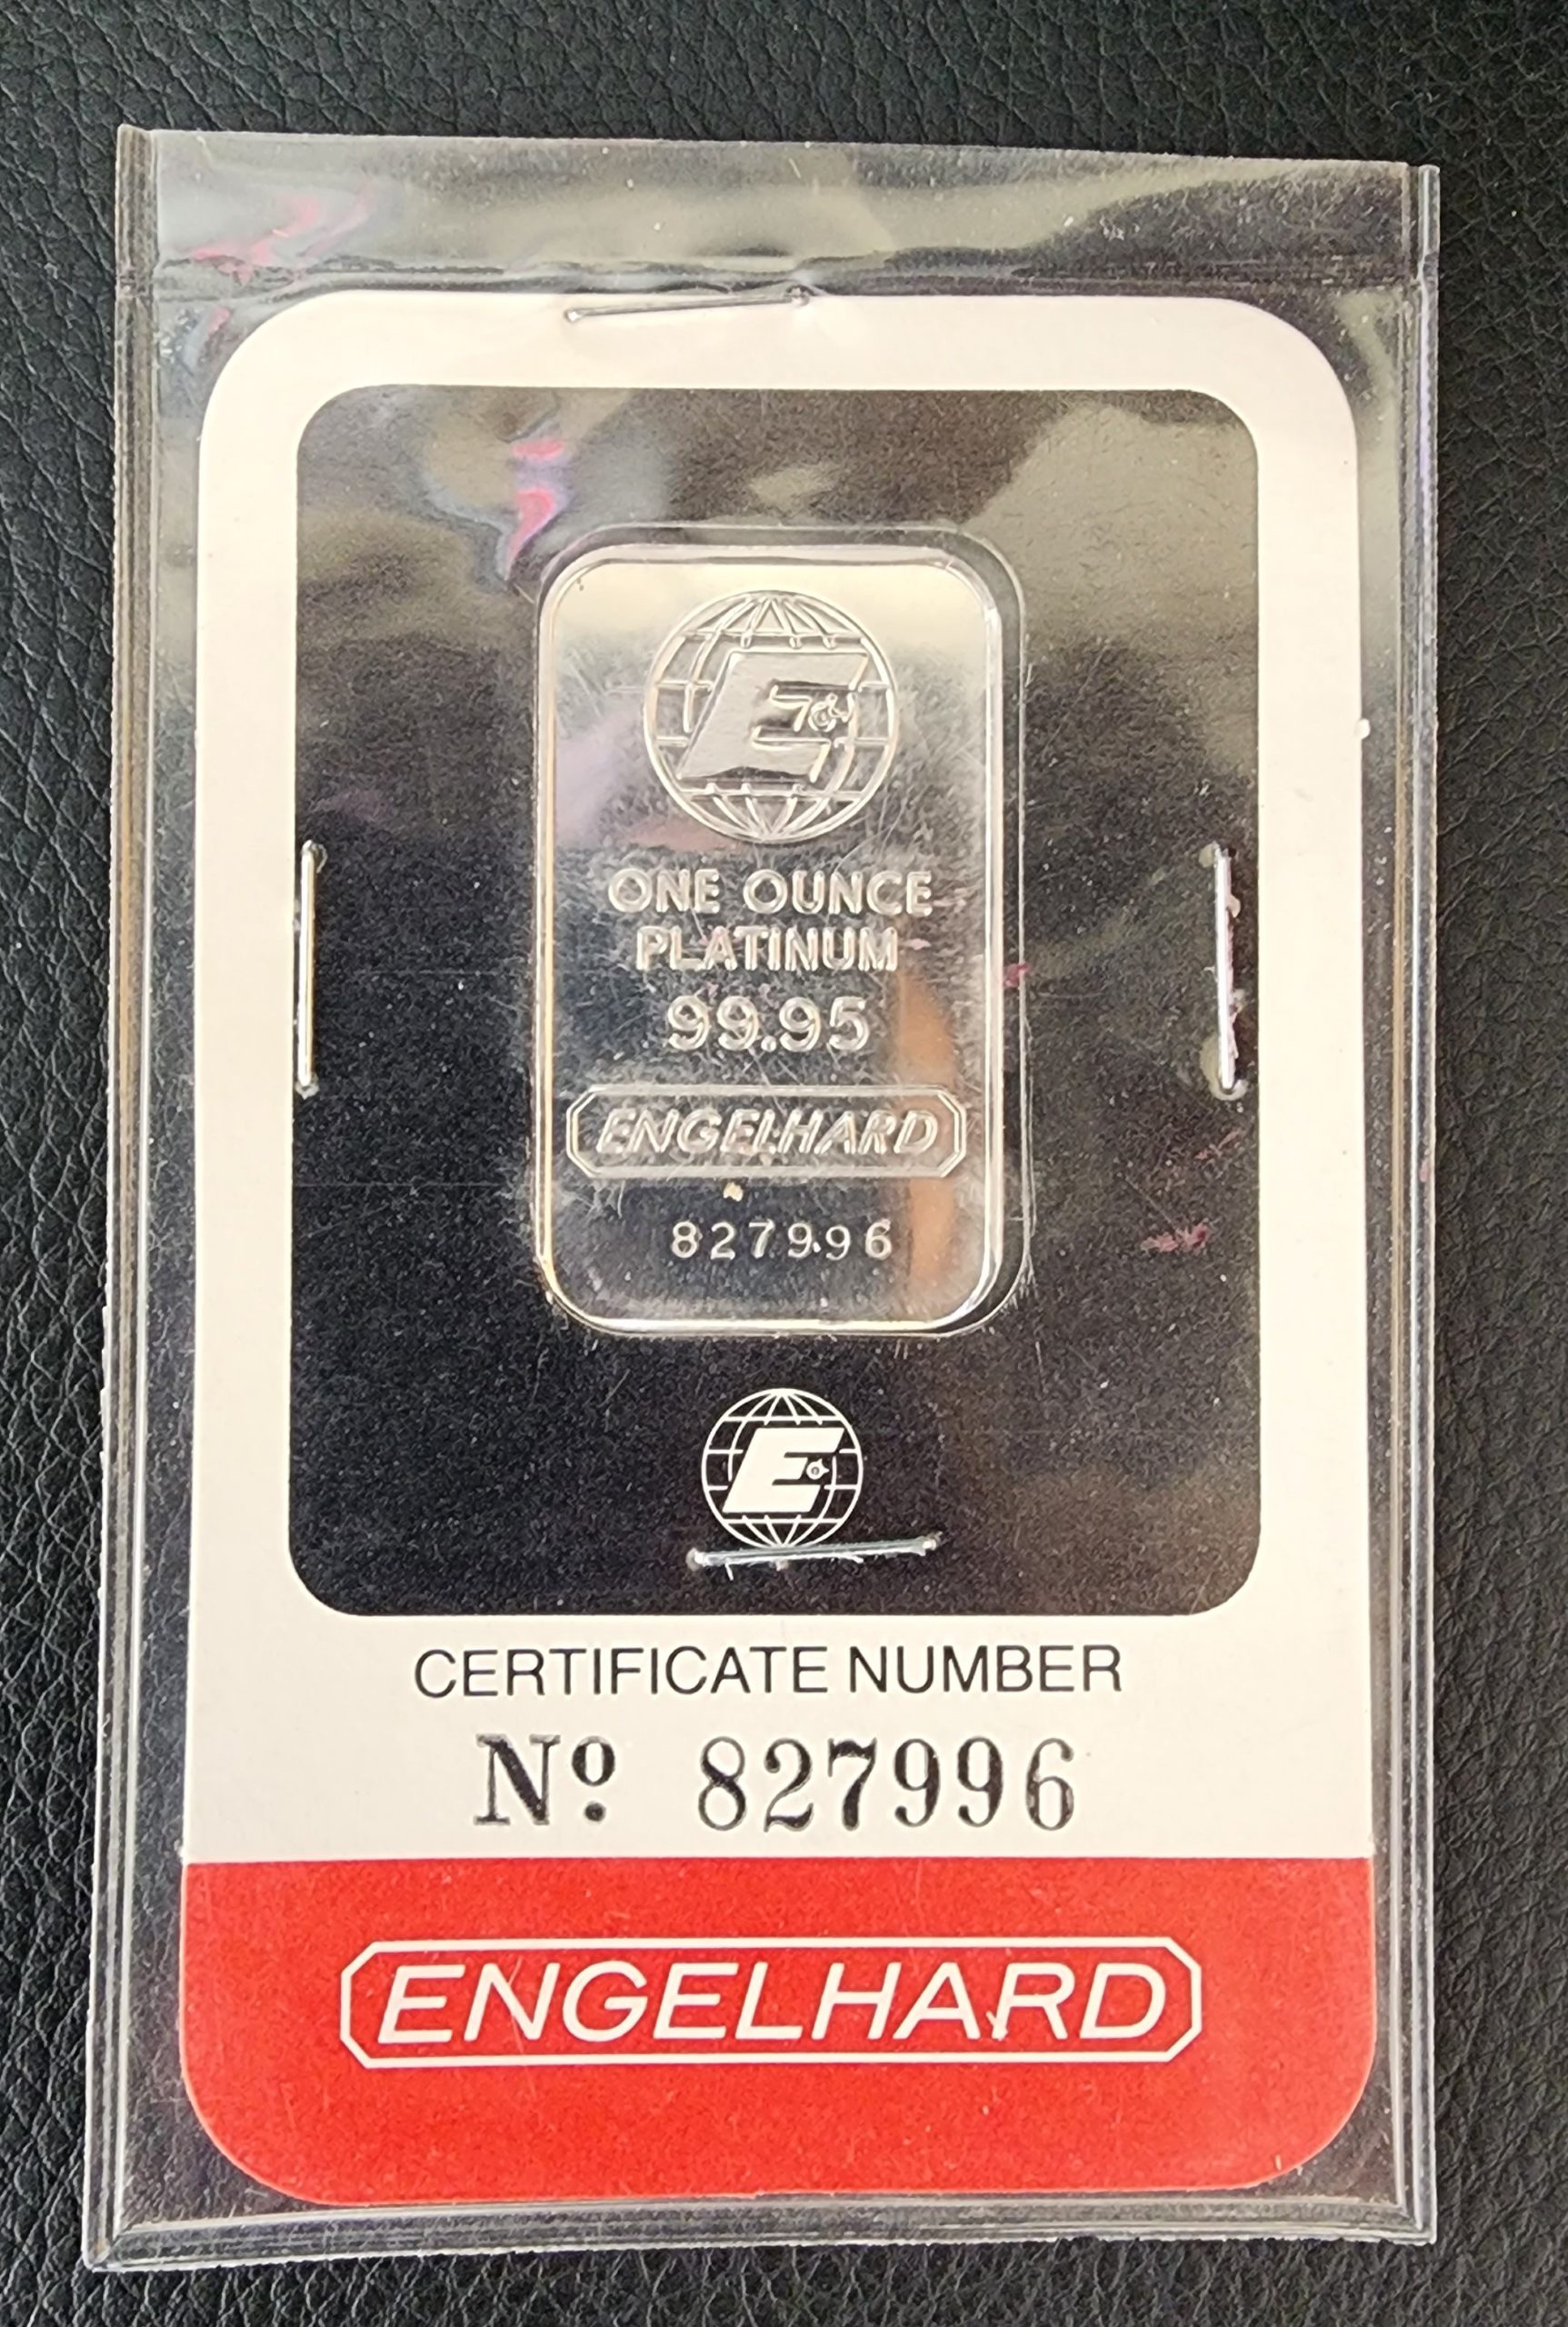 E
ONE OUNCE
PLATINUM
99.95
ENGELHARD
827996
E
CERTIFICATE NUMBER
Nº 827996
ENGELHARD